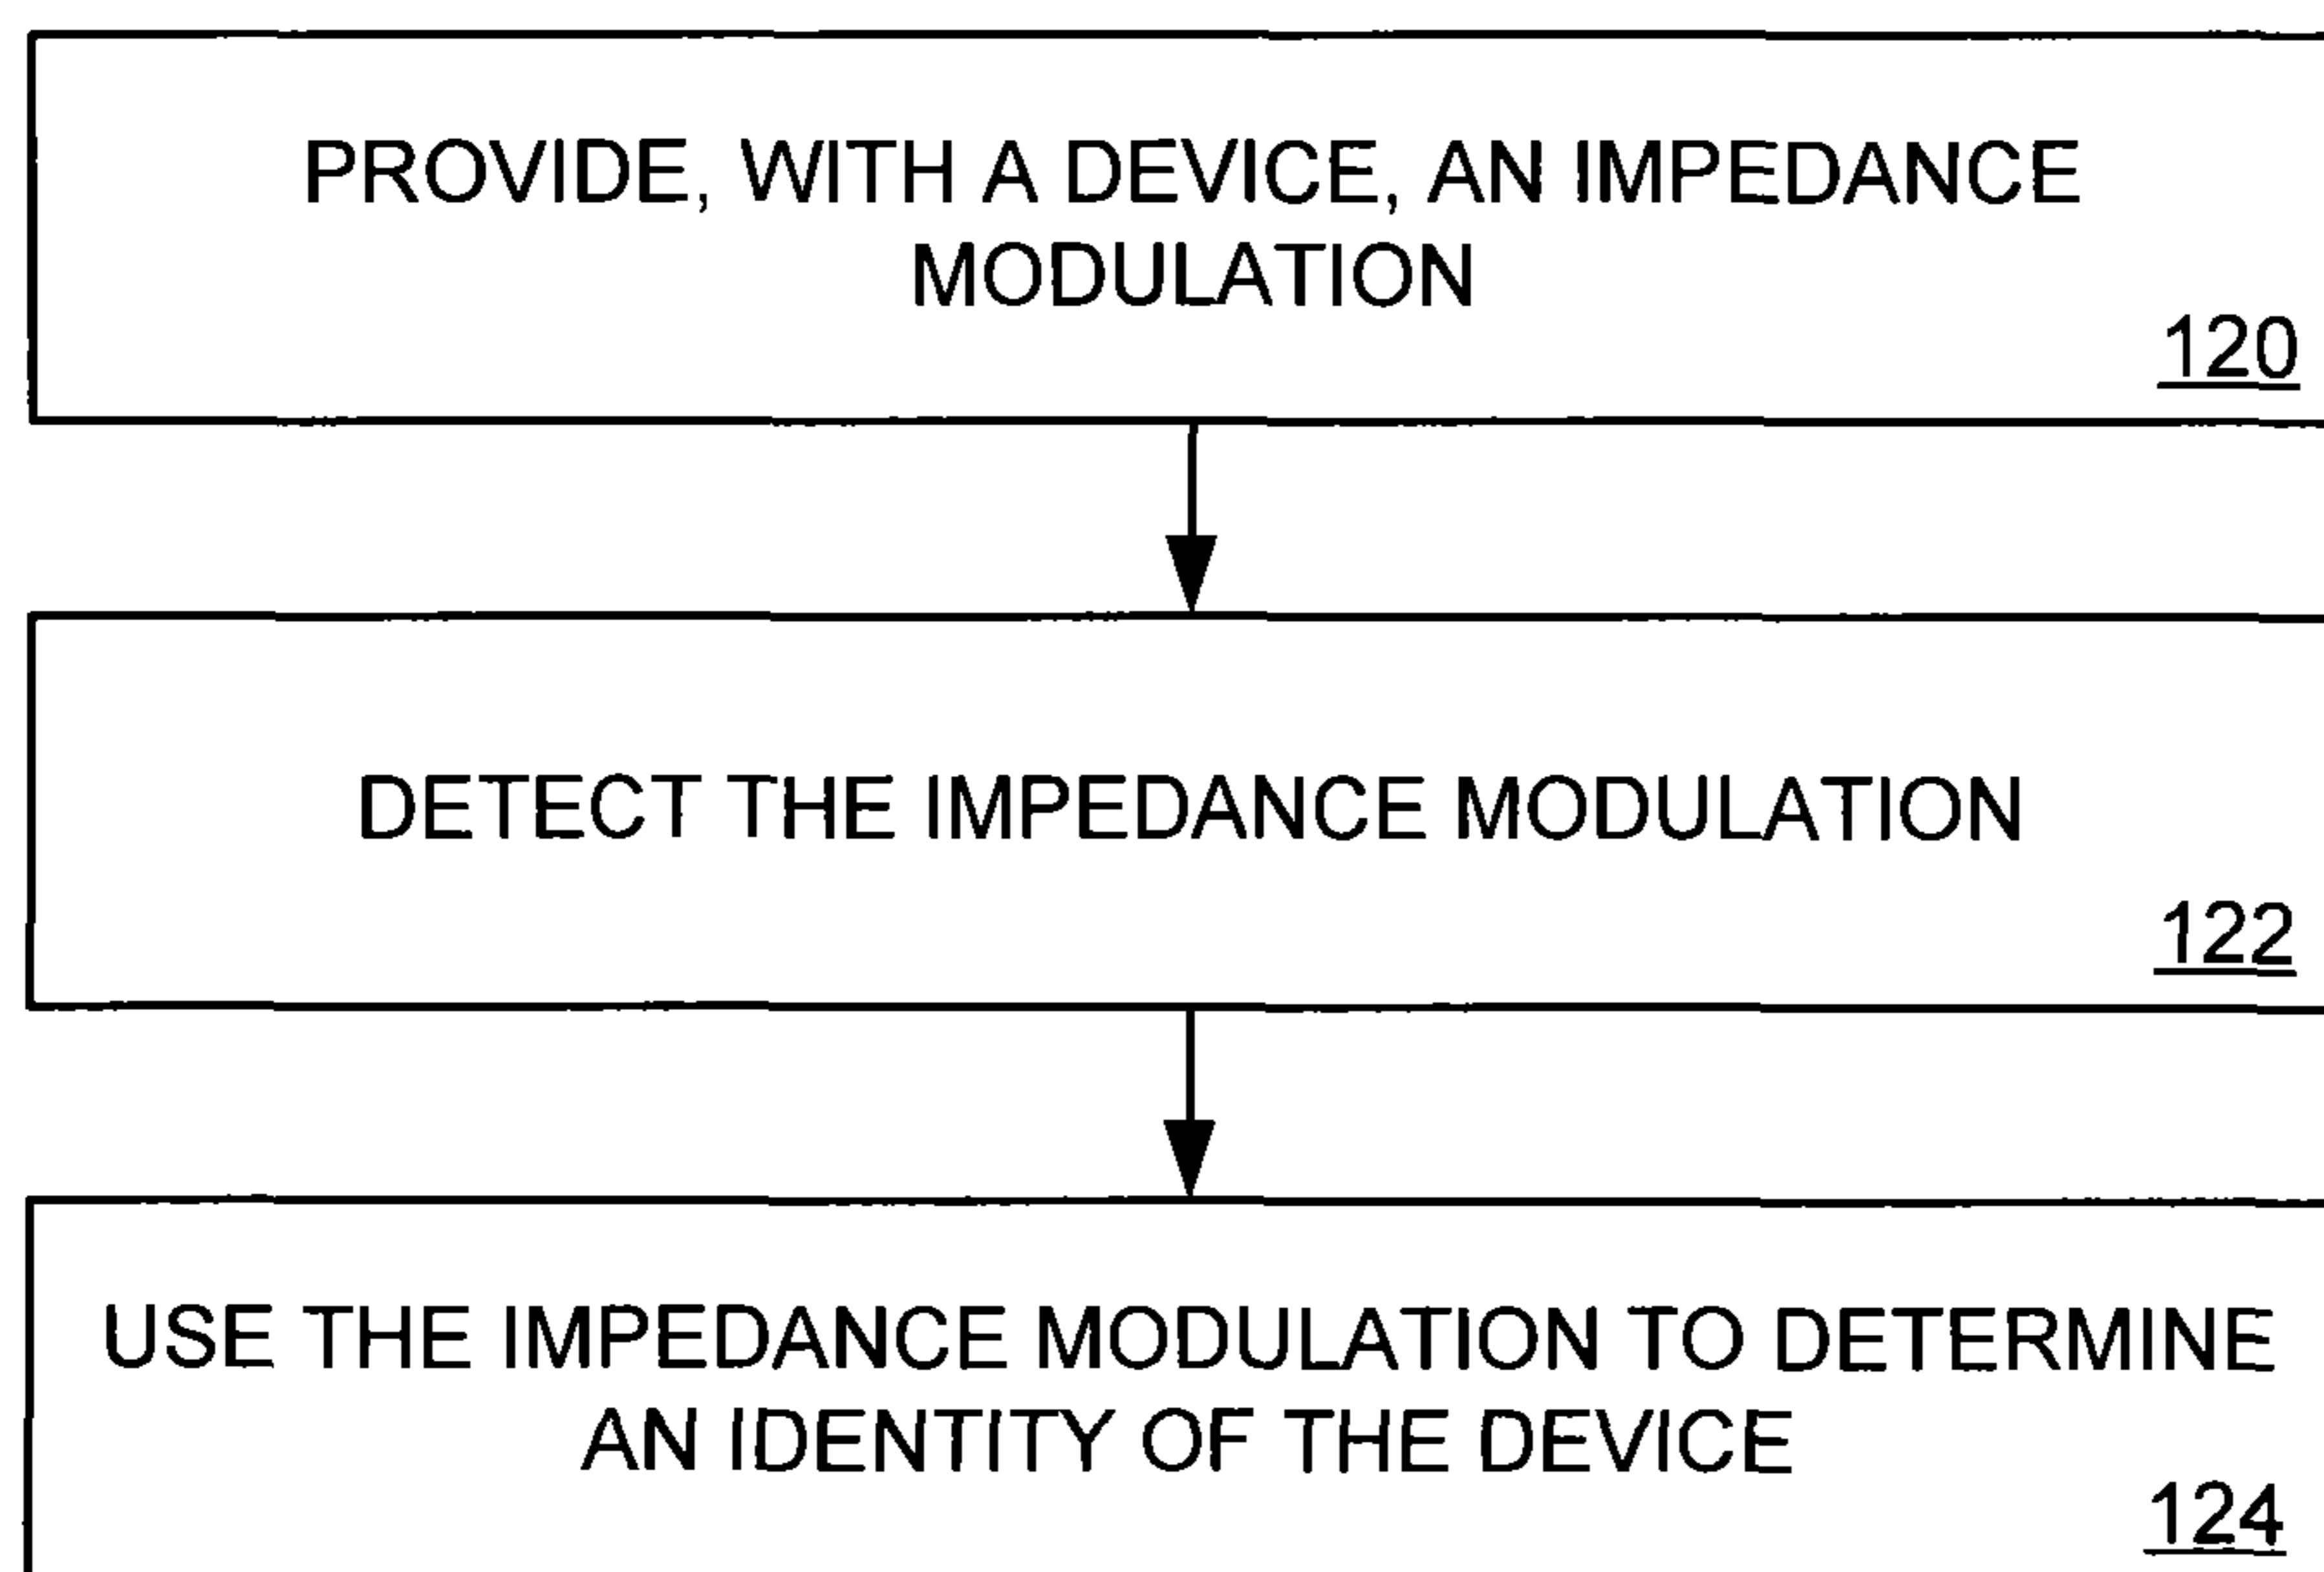 PROVIDE, WITH A DEVICE, AN IMPEDANCE
MODULATION
120
DETECT THE IMPEDANCE MODULATION
122
USE THE IMPEDANCE MODULATION TO DETERMINE
AN IDENTITY OF THE DEVICE
124